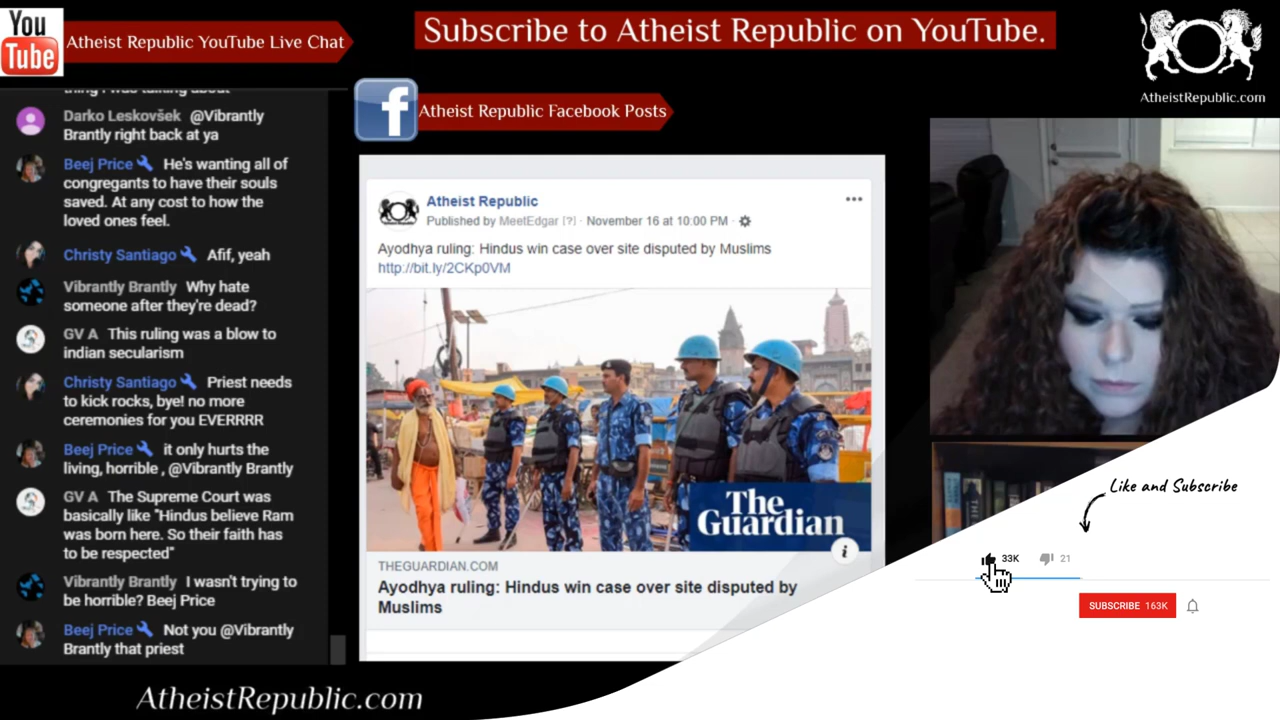 You
Tube
Atheist Republic YouTube Live Chat
Subscribe to Atheist Republic on YouTube.
AtheistRepublic.com
Atheist Republic Facebook Posts
thing I was talking about
Darko Leskovšek @Vibrantly
Brantly right back at ya
Beej Price He's wanting all of
congregants to have their souls
saved. At any cost to how the
loved ones feel.
Christy Santiago Afif, yeah
Vibrantly Brantly Why hate
someone after they're dead?
GV A This ruling was a blow to
indian secularism
Christy Santiago Priest needs
to kick rocks, bye! no more
ceremonies for you EVERRRR
Beej Price it only hurts the
living, horrible , @Vibrantly Brantly
GV A The Supreme Court was
basically like "Hindus believe Ram
was born here. So their faith has
to be respected"
Vibrantly Brantly I wasn't trying to
be horrible? Beej Price
Beej Price Not you @Vibrantly
Brantly that priest
Atheist Republic
Published by MeetEdgar [?] · November 16 at 10:00 PM ·
Ayodhya ruling: Hindus win case over site disputed by Muslims
http://bit.ly/2CKp0VM
The
Guardian
i
THEGUARDIAN.COM
Ayodhya ruling: Hindus win case over site disputed by
Muslims
Like and Subscribe
33K 21
SUBSCRIBE 163K
AtheistRepublic.com